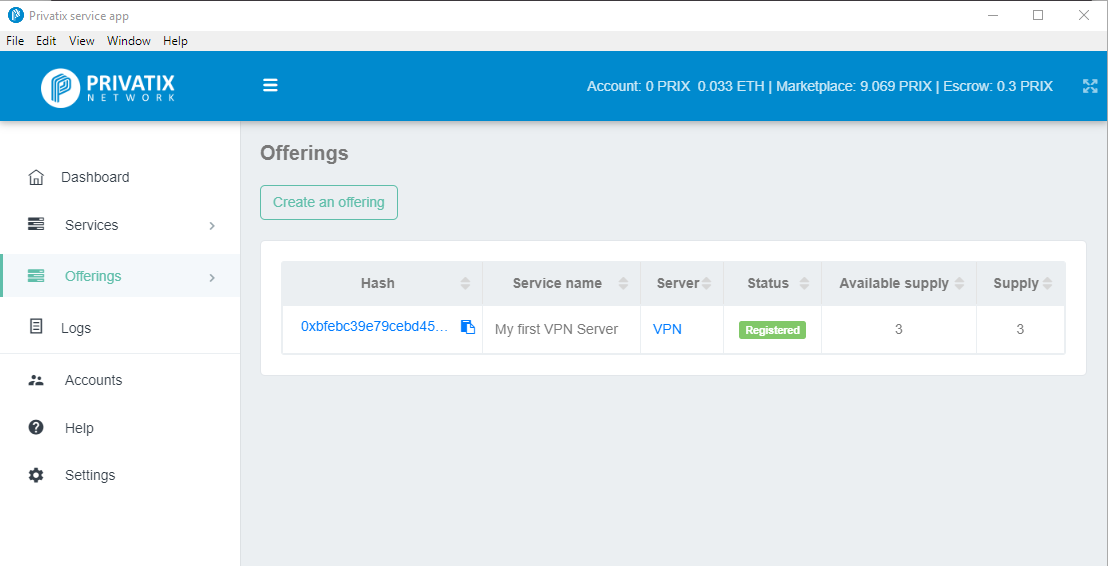 Privatix service app
File Edit View Window Help
PRIVATIX
NETWORK
Account: 0 PRIX 0.033 ETH | Marketplace: 9.069 PRIX | Escrow: 0.3 PRIX
Dashboard
Services
Offerings
Logs
Accounts
Help
Settings
Offerings
Create an offering
Hash Service name Server Status Available supply Supply
0xbfebc39e79cebd45... My first VPN Server VPN Registered 3 3